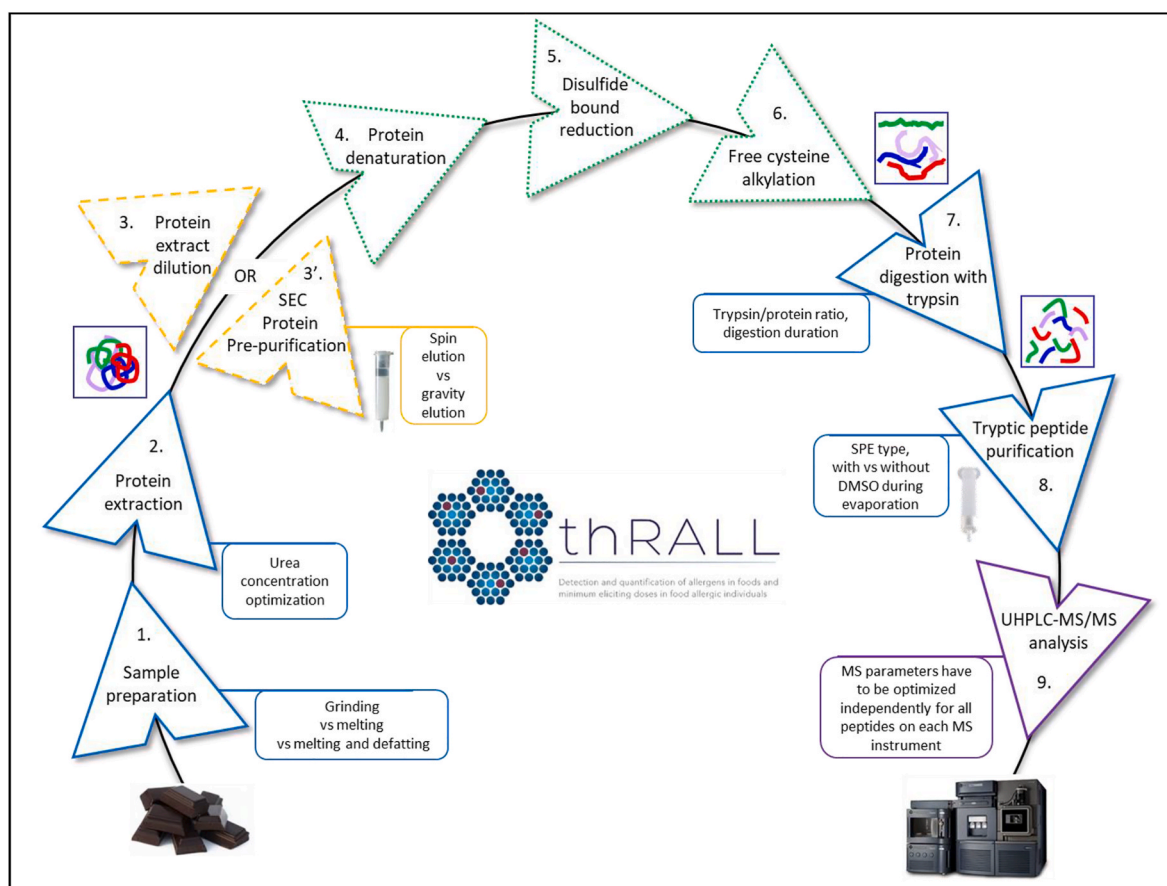 1.
Sample
preparation
Grinding
vs melting
vs melting and defatting
2.
Protein
extraction
Urea
concentration
optimization
3.
Protein
extract
dilution
OR
3’.
SEC
Protein
Pre-purification
Spin
elution
vs
gravity
elution
4.
Protein
denaturation
5.
Disulfide
bound
reduction
6.
Free cysteine
alkylation
7.
Protein
digestion with
trypsin
Trypsin/protein ratio,
digestion duration
Tryptic peptide
purification
8.
SPE type,
with vs without
DMSO during
evaporation
UHPLC-MS/MS
analysis
9.
MS parameters have
to be optimized
independently for all
peptides on each MS
instrument
thRALL
Detection and quantification of allergens in foods and
minimum eliciting doses in food allergic individuals